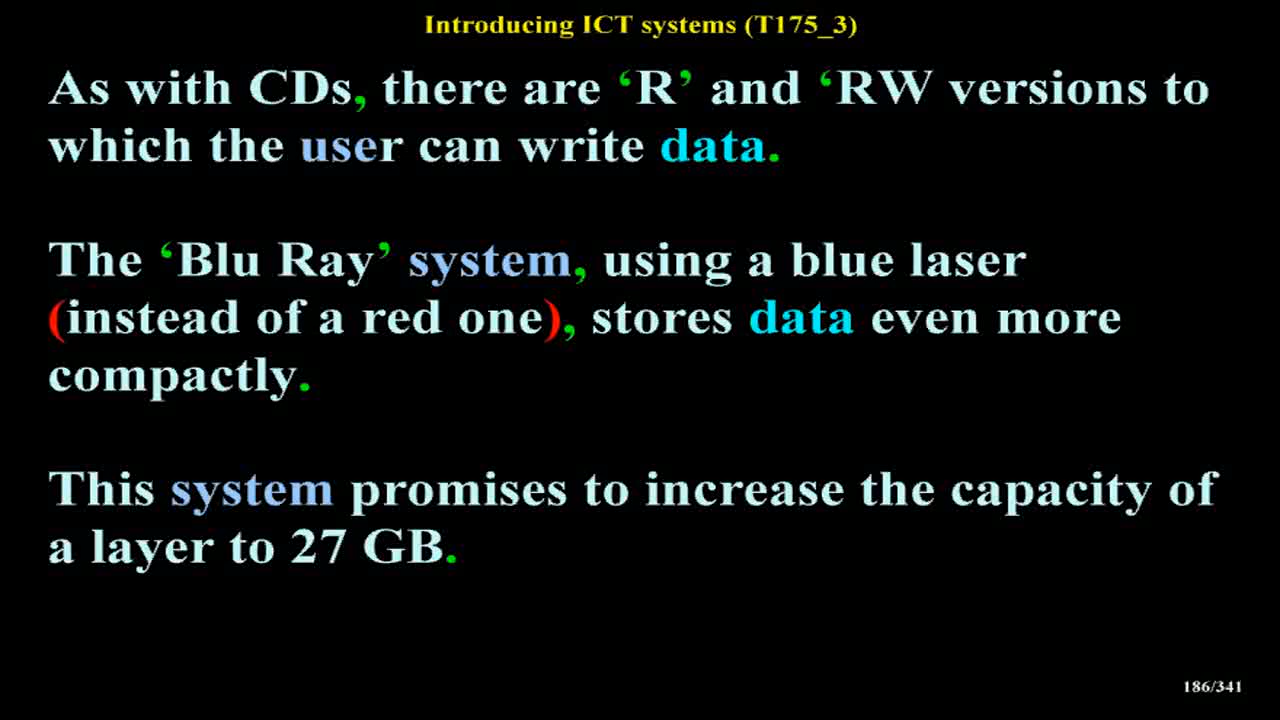 Introducing ICT systems (T175_3)
As with CDs, there are ‘R’ and ‘RW versions to
which the user can write data.
The ‘Blu Ray’ system, using a blue laser
(instead of a red one), stores data even more
compactly.
This system promises to increase the capacity of
a layer to 27 GB.
186/341